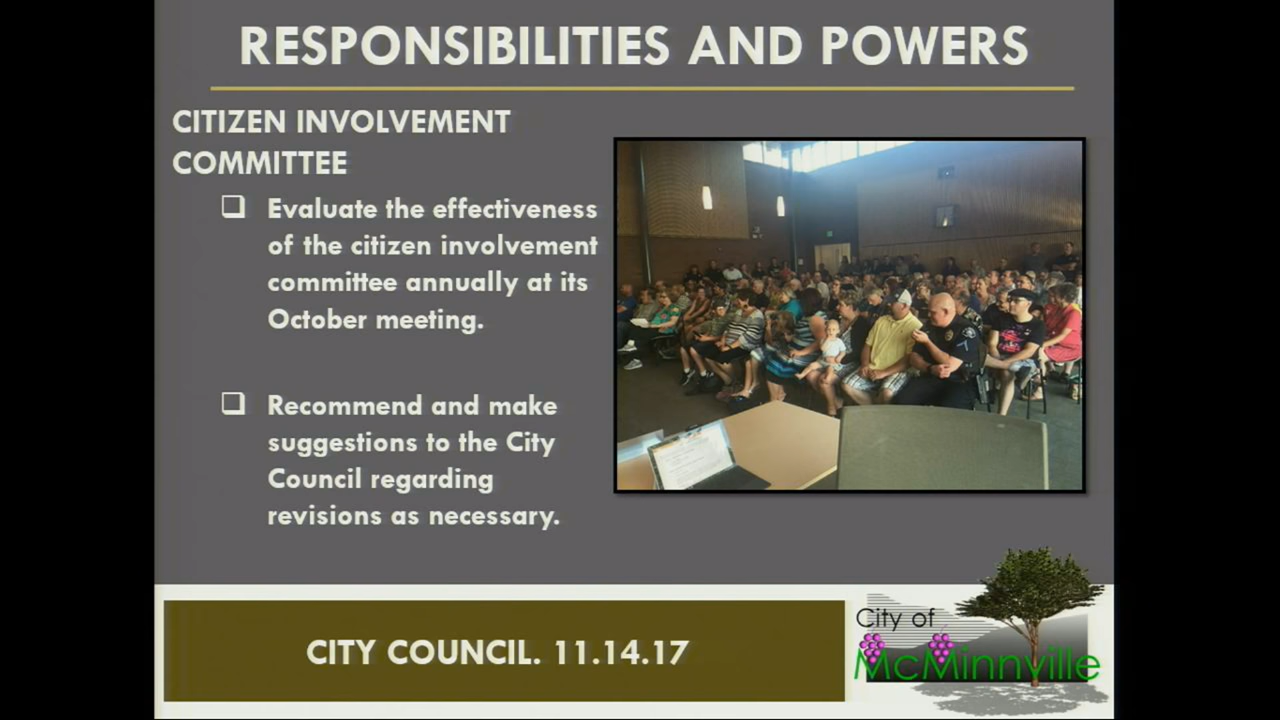 RESPONSIBILITIES AND POWERS
CITIZEN INVOLVEMENT
COMMITTEE
Evaluate the effectiveness
of the citizen involvement
committee annually at its
October meeting.
Recommend and make
suggestions to the City
Council regarding
revisions as necessary.
CITY COUNCIL. 11.14.17
City of
McMinnville